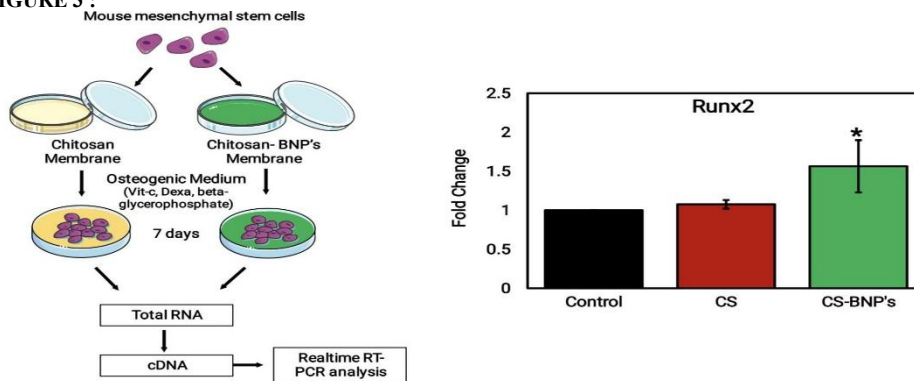 IGURE 3 :
Mouse mesenchymal stem cells
Chitosan
Membrane
Chitosan- BNP's
Membrane
Osteogenic Medium
(Vit-c, Dexa, beta-
glycerophosphate)
7 days
Total RNA
cDNA
Realtime RT-
PCR analysis
Runx2
Fold Change
2.5
2
1.5
1
0.5
0
*
Control
CS
CS-BNP's